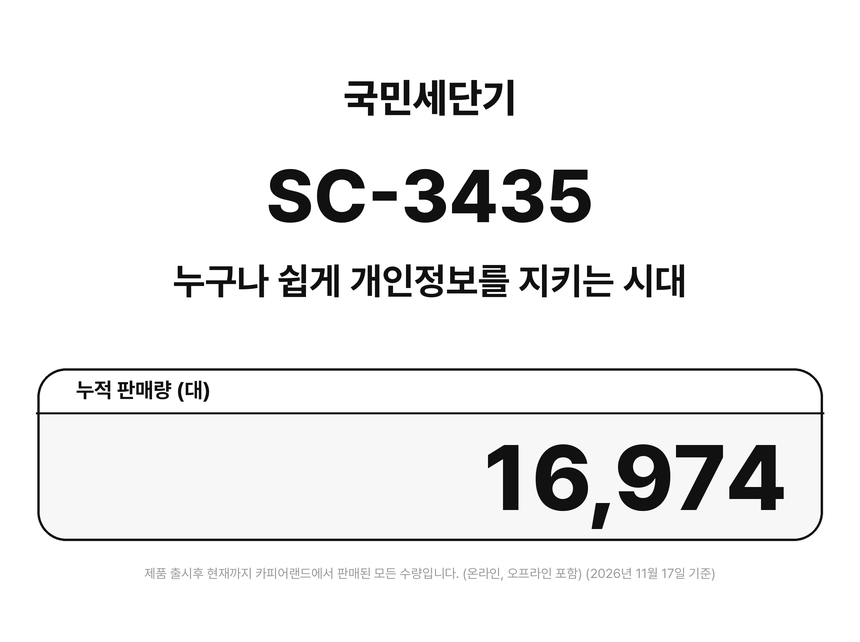 국민세단기
SC-3435
누구나 쉽게 개인정보를 지키는 시대
누적 판매량 (대)
16,974
제품 출시후 현재까지 카피어랜드에서 판매된 모든 수량입니다. (온라인, 오프라인 포함) (2026년 11월 17일 기준)